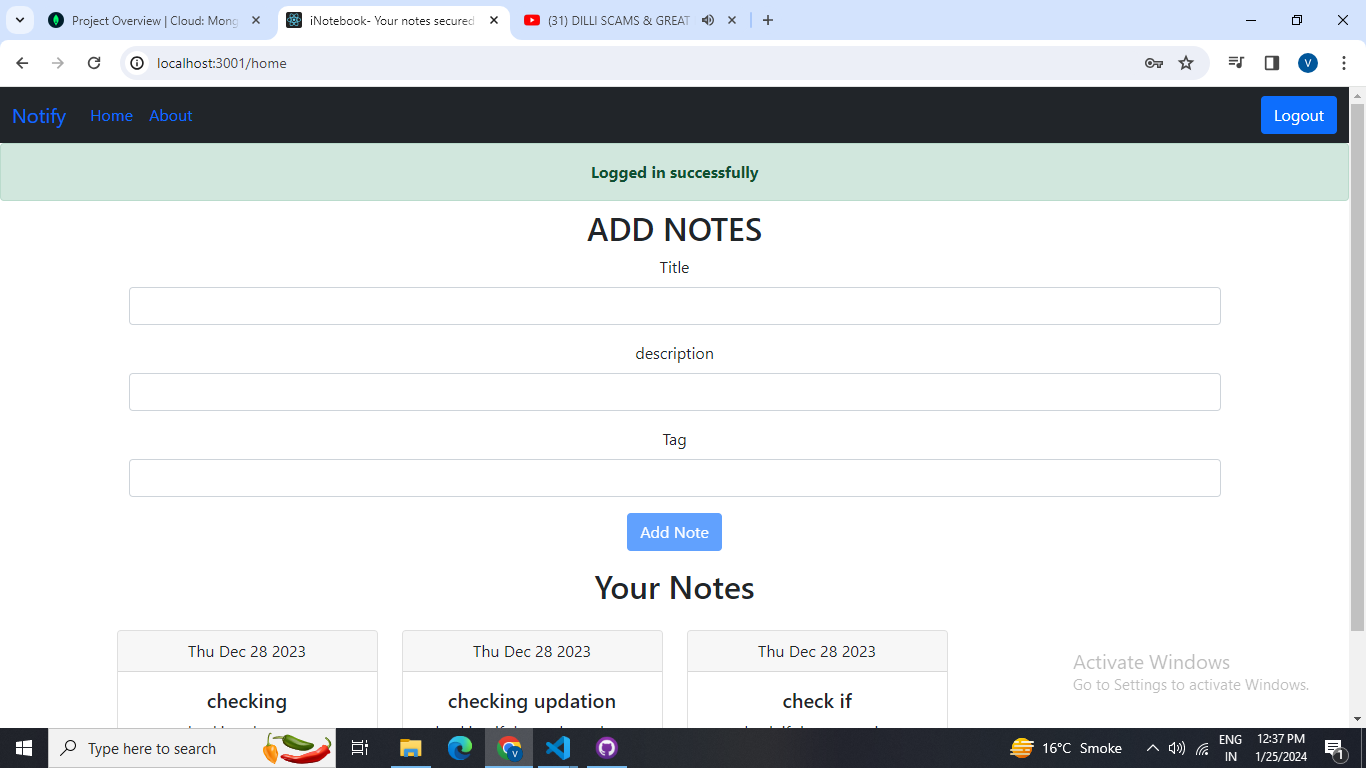 Project Overview | Cloud: Mong
iNotebook- Your notes secured
(31) DILLI SCAMS & GREAT
localhost:3001/home
V
Notify Home About Logout
Logged in successfully
ADD NOTES
Title
description
Tag
Add Note
Your Notes
Thu Dec 28 2023 Thu Dec 28 2023 Thu Dec 28 2023
checking checking updation check if
Activate Windows
Go to Settings to activate Windows.
Type here to search
V
16°C Smoke
ENG
IN
12:37 PM
1/25/2024
1